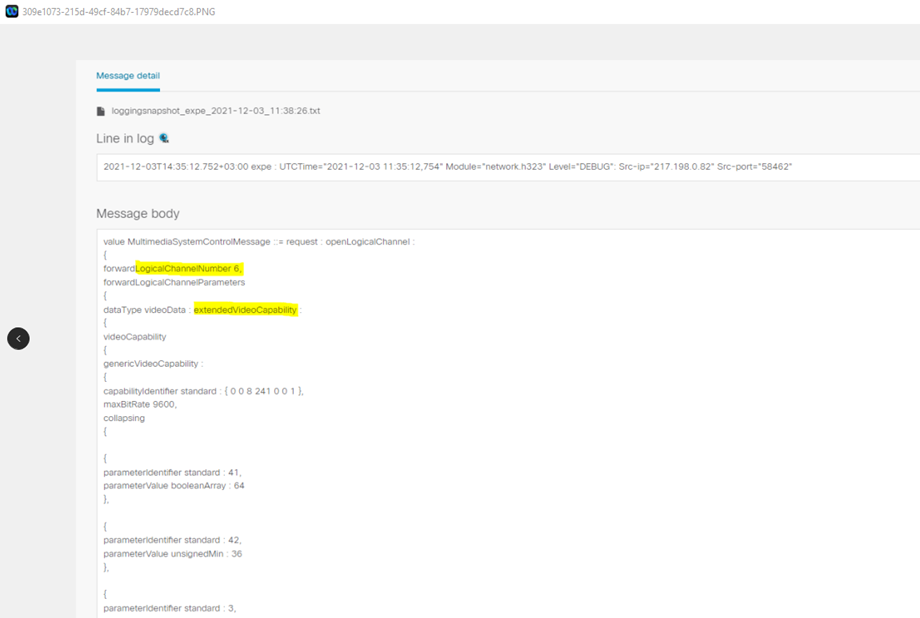 309e1073-215d-49cf-84b7-17979decd7c8.PNG
Message detail
loggingsnapshot_expe_2021-12-03_11:38:26.txt
Line in log
2021-12-03T14:35:12.752+03:00 expe : UTCTime="2021-12-03 11:35:12,754" Module="network.h323" Level="DEBUG": Src-ip="217.198.0.82" Src-port="58462"
Message body
value MultimediaSystemControlMessage ::= request : openLogicalChannel :
{
forwardLogicalChannelNumber 6,
forwardLogicalChannelParameters
{
dataType videoData : extendedVideoCapability :
{
videoCapability
{
genericVideoCapability :
{
capabilityIdentifier standard : { 0 0 8 241 0 0 1 },
maxBitRate 9600,
collapsing
{
{
parameterIdentifier standard : 41,
parameterValue booleanArray : 64
},
{
parameterIdentifier standard : 42,
parameterValue unsignedMin : 36
},
{
parameterIdentifier standard : 3,